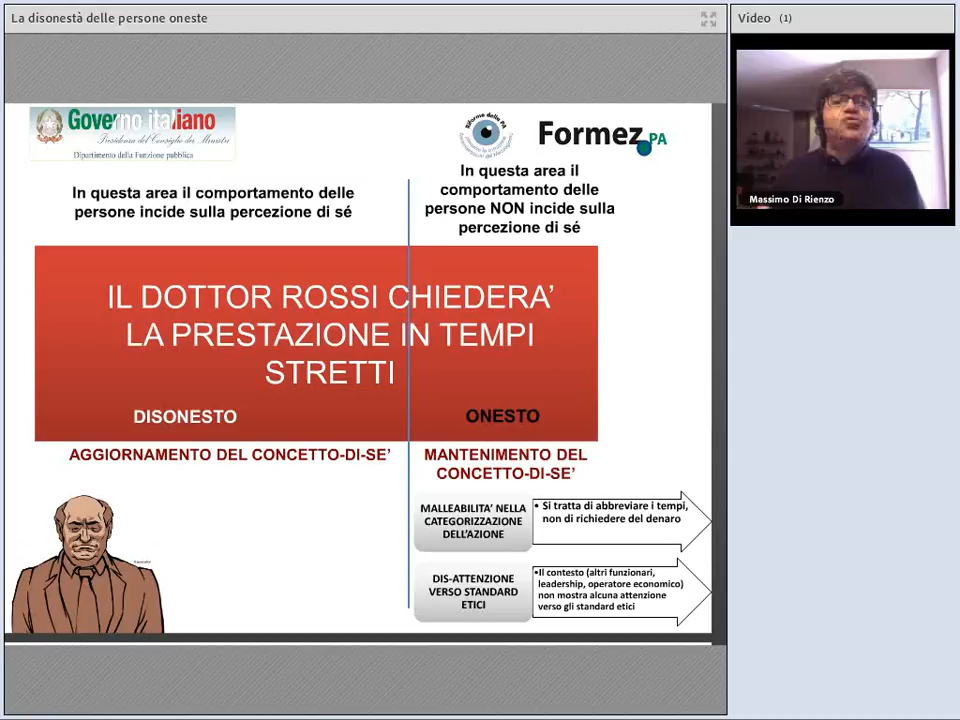 La disonestà delle persone oneste
Video (1)
Massimo Di Rienzo
Governo italiano
Presidenza del Consiglio dei Ministri
Dipartimento della Funzione pubblica
Riforme della PA
Formez PA
In questa area il comportamento delle
persone incide sulla percezione di sé
In questa area il
comportamento delle
persone NON incide sulla
percezione di sé
IL DOTTOR ROSSI CHIEDERA’
LA PRESTAZIONE IN TEMPI
STRETTI
DISONESTO
ONESTO
AGGIORNAMENTO DEL CONCETTO-DI-SE’
MANTENIMENTO DEL
CONCETTO-DI-SE’
MALLEABILITA’ NELLA
CATEGORIZZAZIONE
DELL’AZIONE
• Si tratta di abbreviare i tempi,
non di richiedere del denaro
DIS-ATTENZIONE
VERSO STANDARD
ETICI
•Il contesto (altri funzionari,
leadership, operatore economico)
non mostra alcuna attenzione
verso gli standard etici